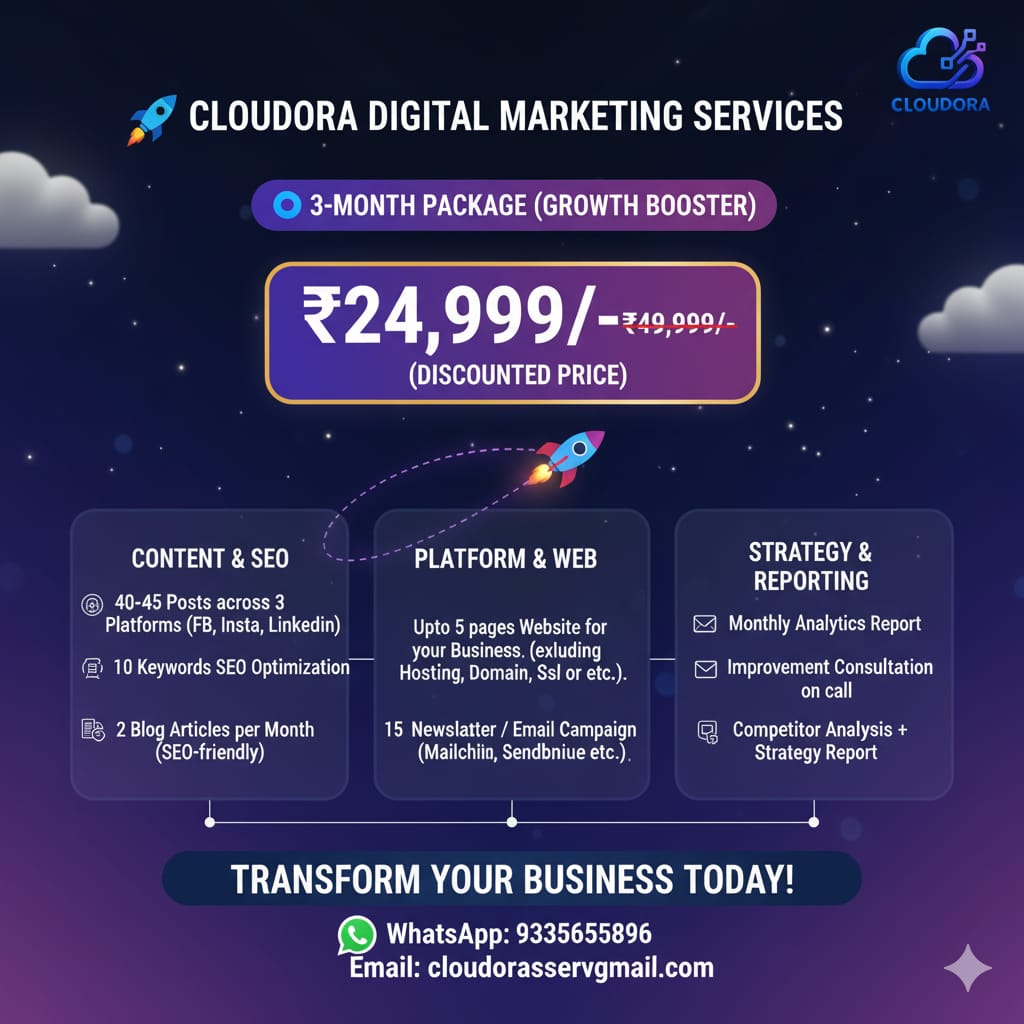 CLOUDORA
CLOUDORA DIGITAL MARKETING SERVICES
3-MONTH PACKAGE (GROWTH BOOSTER)
₹24,999/- ₹49,999/-
(DISCOUNTED PRICE)
CONTENT & SEO
40-45 Posts across 3
Platforms (FB, Insta, Linkedin)
10 Keywords SEO Optimization
2 Blog Articles per Month
(SEO-friendly)
PLATFORM & WEB
Upto 5 pages Website for
your Business. (exluding
Hosting, Domain, Ssl or etc.).
15 Newslatter / Email Campaign
(Mailchiin, Sendbniue etc.).
STRATEGY &
REPORTING
Monthly Analytics Report
Improvement Consultation
on call
Competitor Analysis +
Strategy Report
TRANSFORM YOUR BUSINESS TODAY!
WhatsApp: 9335655896
Email: cloudorasservgmail.com